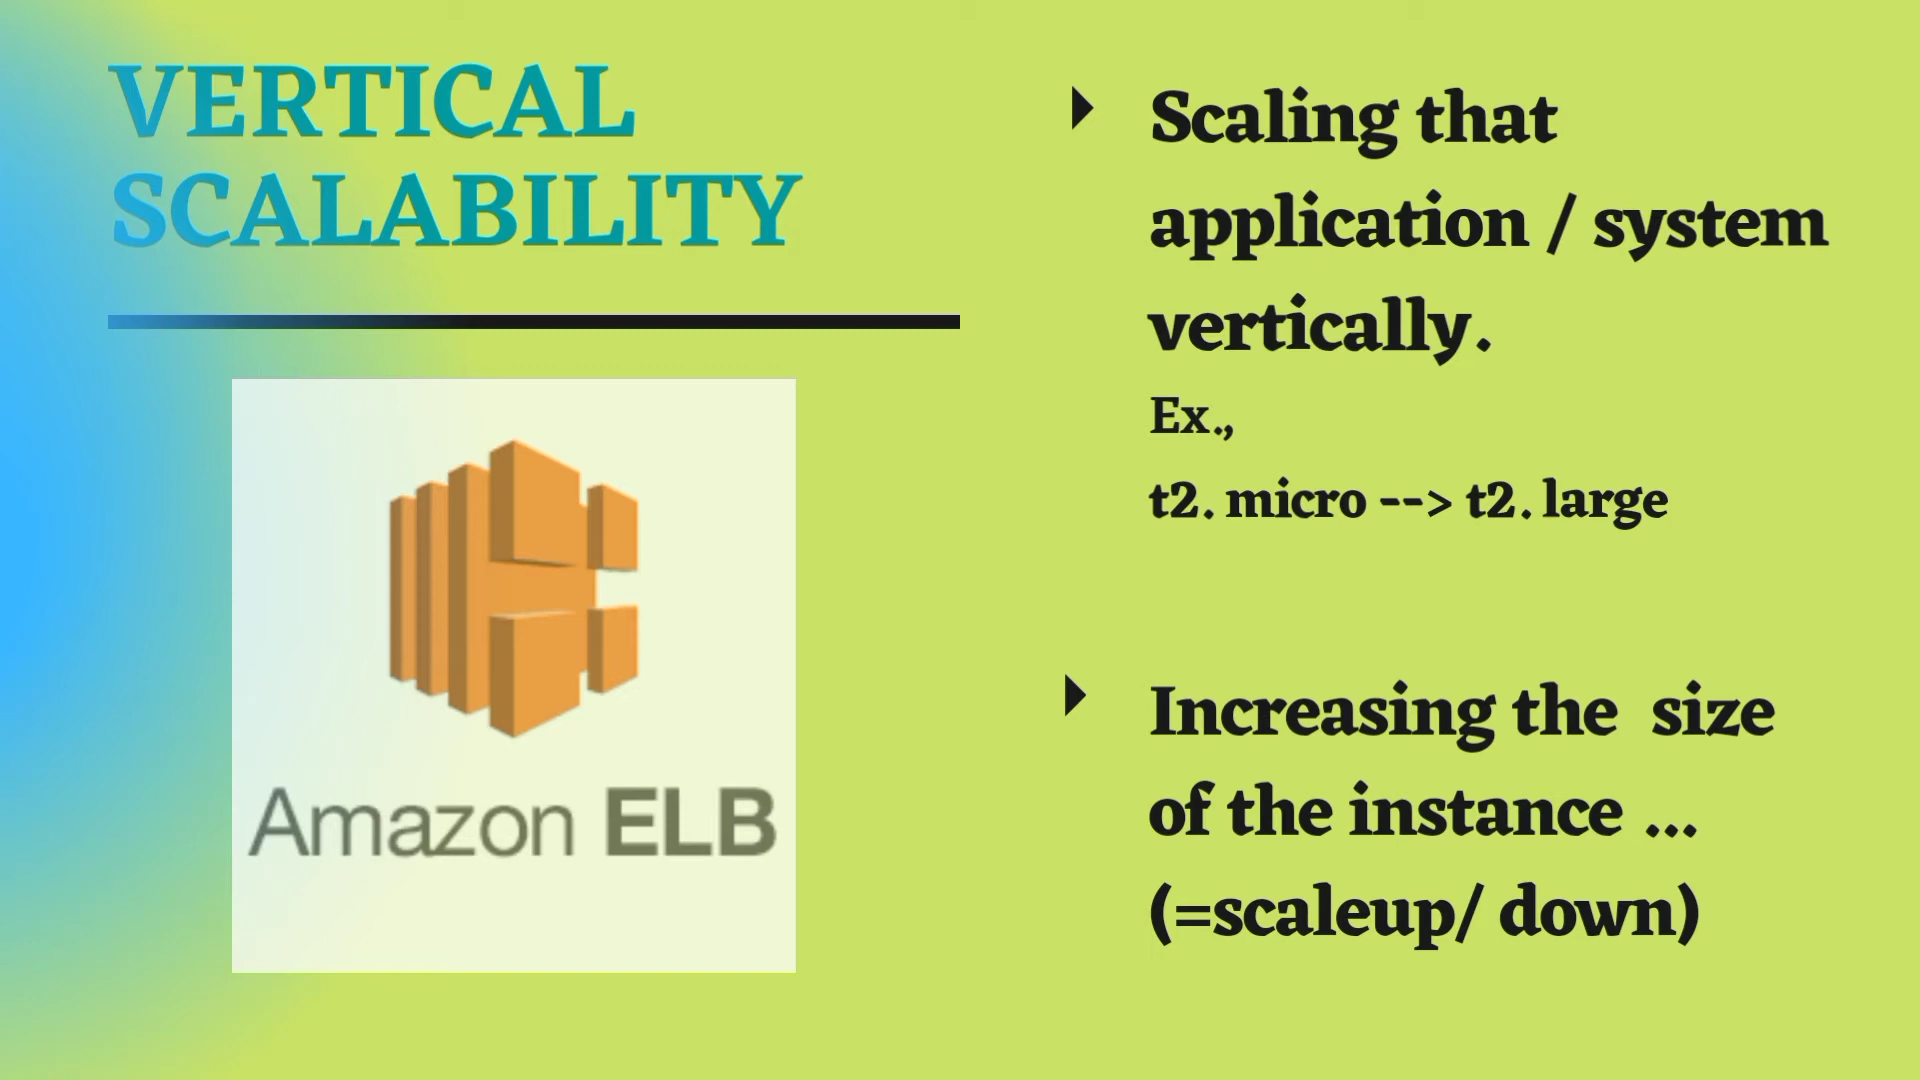 VERTICAL
SCALABILITY
Amazon ELB
Scaling that
application / system
vertically.
Ex.,
t2. micro --> t2. large
Increasing the  size
of the instance ...
(=scaleup/ down)